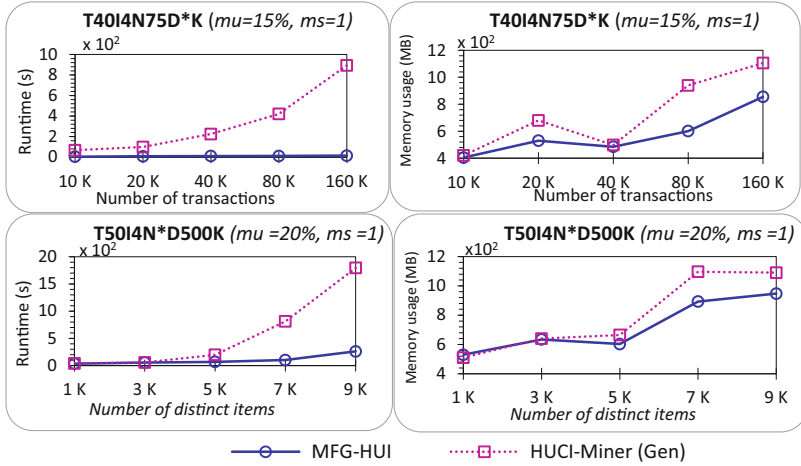 T40I4N75D*K (mu=15%, ms=1)
x 10²
Runtime (s)
10
8
6
4
2
0
10 K 20 K 40 K 80 K 160 K
Number of transactions
T40I4N75D*K (mu=15%, ms=1)
x10²
Memory usage (MB)
12
10
8
6
4
10 K 20 K 40 K 80 K 160 K
Number of transactions
T50I4N*D500K (mu =20%, ms =1)
x 10²
Runtime (s)
20
15
10
5
0
1 K 3 K 5 K 7 K 9 K
Number of distinct items
T50I4N*D500K (mu =20%, ms =1)
x10²
Memory usage (MB)
12
10
8
6
4
1 K 3 K 5 K 7 K 9 K
Number of distinct items
MFG-HUI HUCI-Miner (Gen)